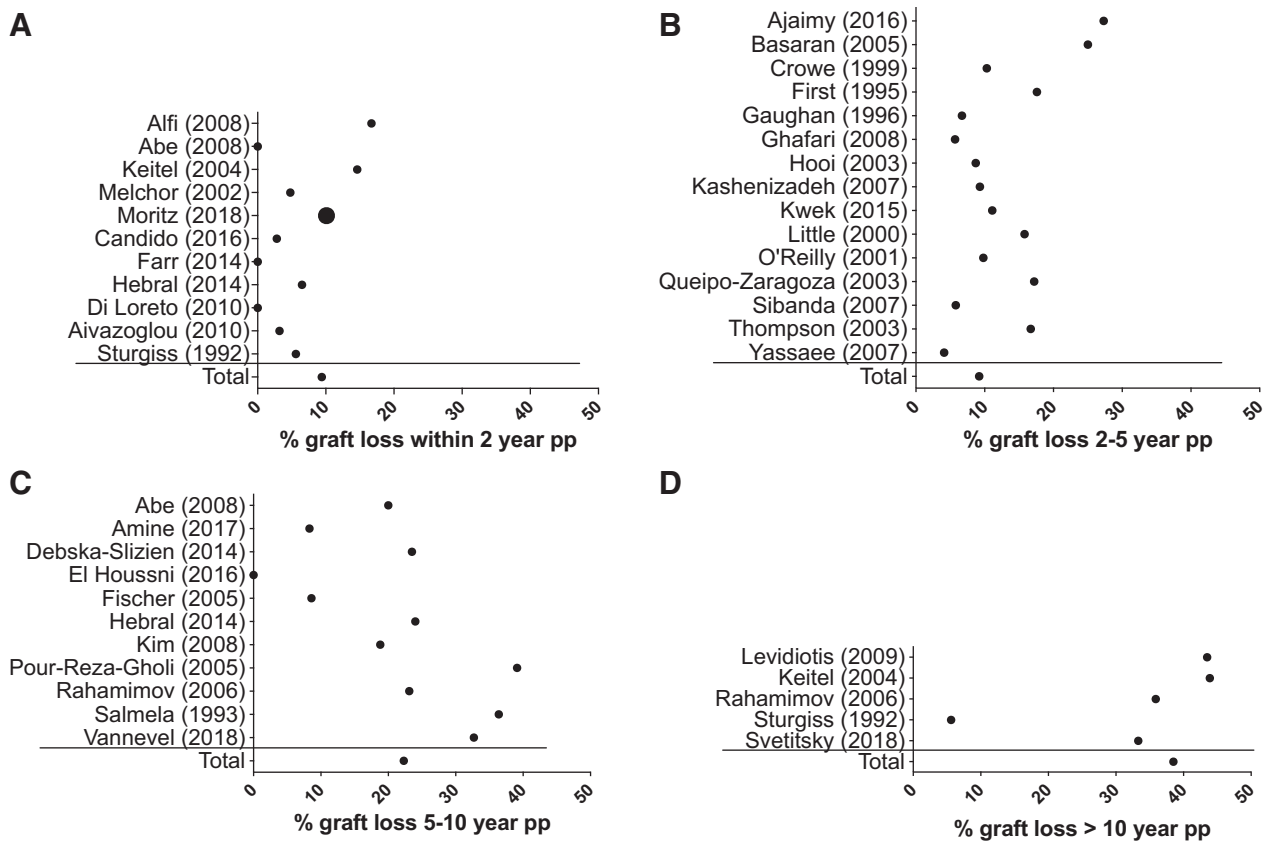 A
Alfi (2008)
Abe (2008)
Keitel (2004)
Melchor (2002)
Moritz (2018)
Candido (2016)
Farr (2014)
Hebral (2014)
Di Loreto (2010)
Aivazoglou (2010)
Sturgiss (1992)
Total
0 10 20 30 40 50
% graft loss within 2 year pp
B
Ajaimy (2016)
Basaran (2005)
Crowe (1999)
First (1995)
Gaughan (1996)
Ghafari (2008)
Hooi (2003)
Kashenizadeh (2007)
Kwek (2015)
Little (2000)
O'Reilly (2001)
Queipo-Zaragoza (2003)
Sibanda (2007)
Thompson (2003)
Yassaee (2007)
Total
0 10 20 30 40 50
% graft loss 2-5 year pp
C
Abe (2008)
Amine (2017)
Debska-Slizien (2014)
El Houssni (2016)
Fischer (2005)
Hebral (2014)
Kim (2008)
Pour-Reza-Gholi (2005)
Rahamimov (2006)
Salmela (1993)
Vannevel (2018)
Total
0 10 20 30 40 50
% graft loss 5-10 year pp
D
Levidiotis (2009)
Keitel (2004)
Rahamimov (2006)
Sturgiss (1992)
Svetitsky (2018)
Total
0 10 20 30 40 50
% graft loss > 10 year pp